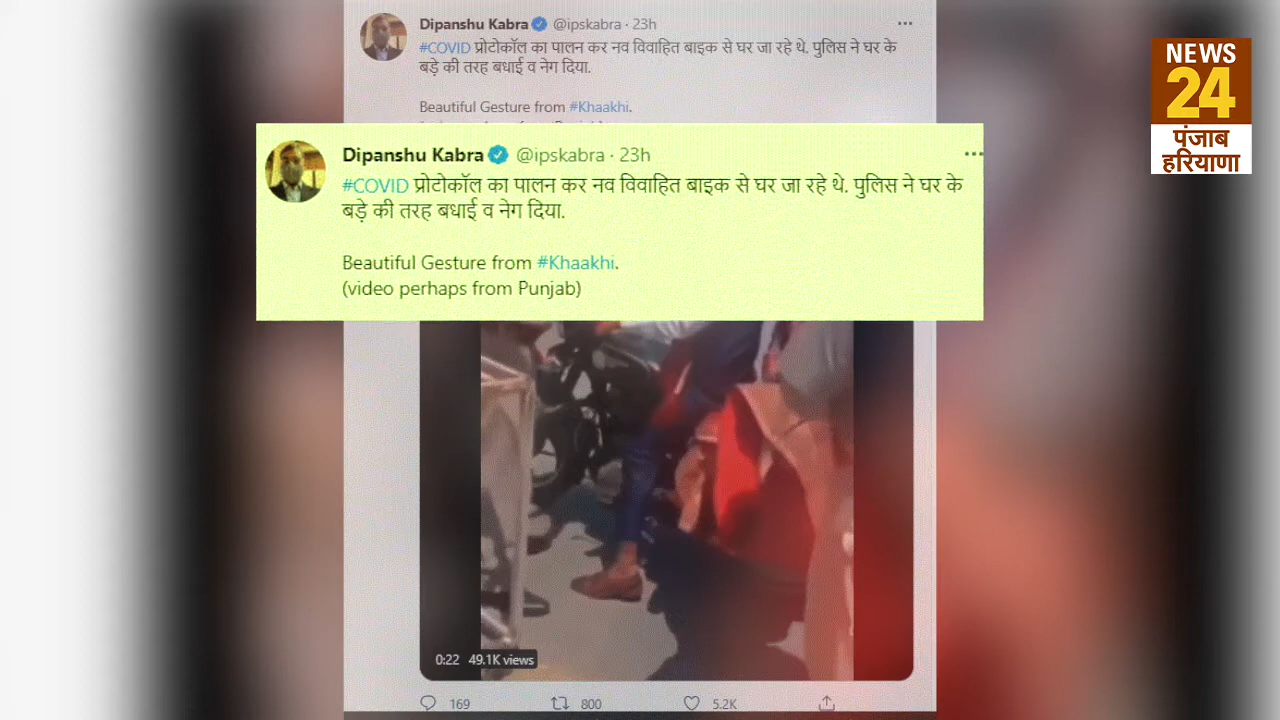 Dipanshu Kabra @ipskabra · 23h
#COVID प्रोटोकॉल का पालन कर नव विवाहित बाइक से घर जा रहे थे. पुलिस ने घर के
बड़े की तरह बधाई व नेग दिया.
Beautiful Gesture from #Khaakhi.
NEWS
24
पंजाब
हरियाणा
Dipanshu Kabra @ipskabra · 23h
#COVID प्रोटोकॉल का पालन कर नव विवाहित बाइक से घर जा रहे थे. पुलिस ने घर के
बड़े की तरह बधाई व नेग दिया.
Beautiful Gesture from #Khaakhi.
(video perhaps from Punjab)
0:22 49.1K views
169 800 5.2K